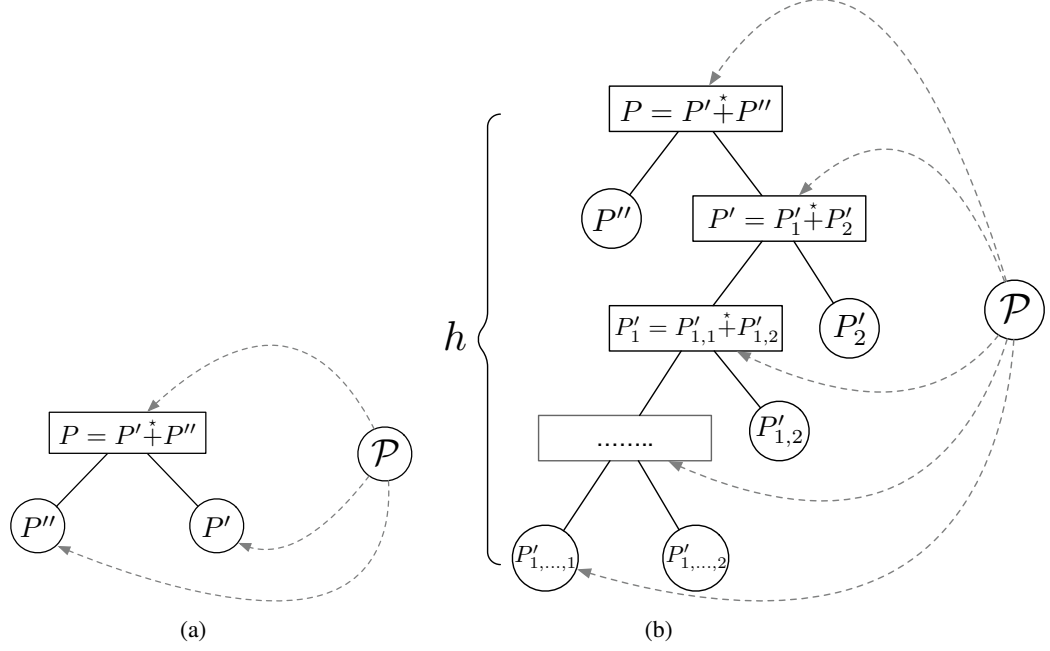 P = P′ +⋆ P″
P″
P′
𝒫
(a)
h
P = P′ +⋆ P″
P″
P′ = P′₁ +⋆ P′₂
P′₂
P′₁ = P′₁,₁ +⋆ P′₁,₂
P′₁,₂
........
P′₁,...,₁
P′₁,...,₂
𝒫
(b)